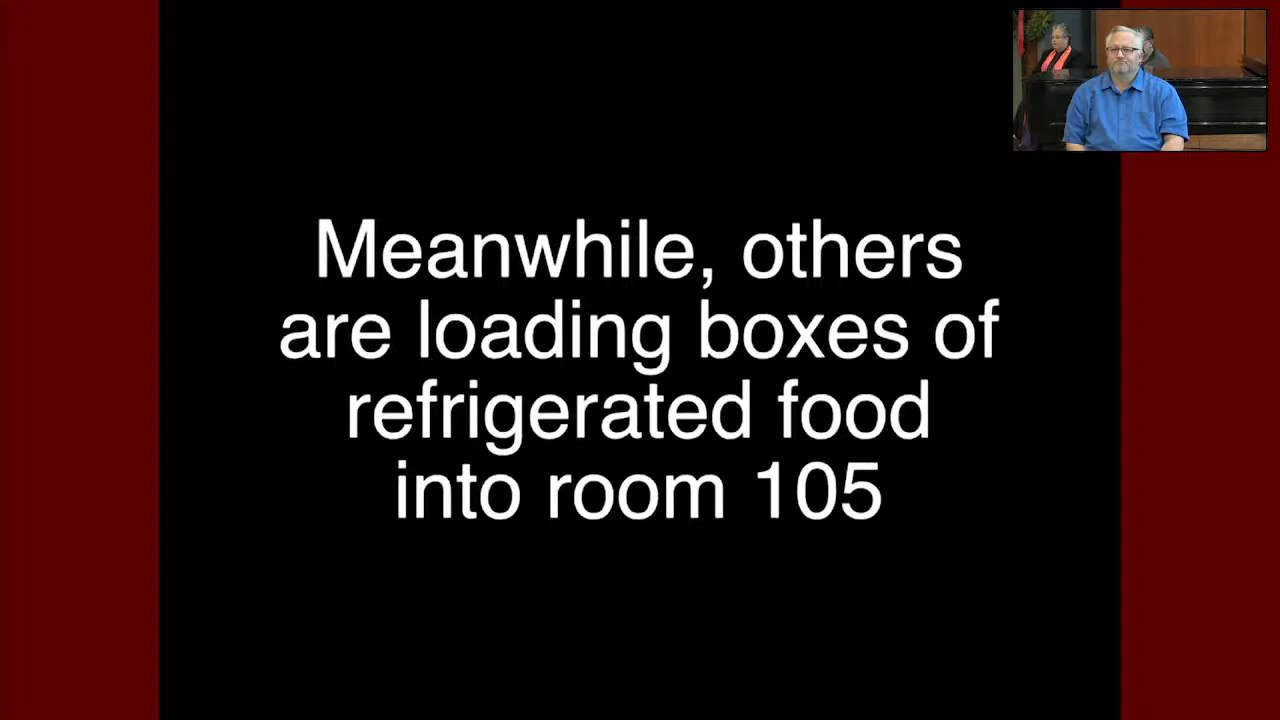 Meanwhile, others
are loading boxes of
refrigerated food
into room 105